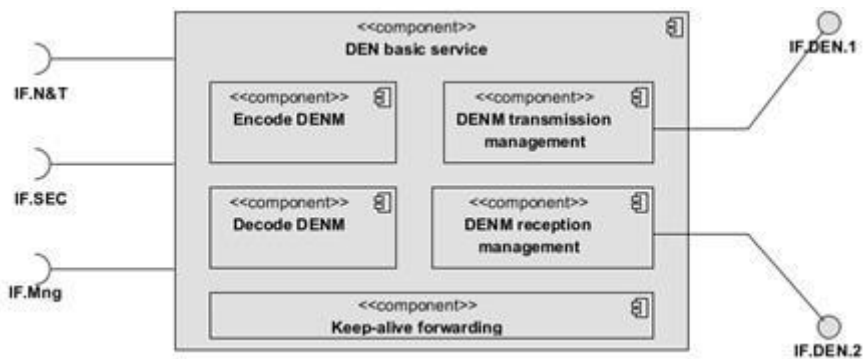 <<component>>
DEN basic service
IF.DEN.1
IF.N&T
<<component>>
Encode DENM
<<component>>
DENM transmission
management
IF.SEC
<<component>>
Decode DENM
<<component>>
DENM reception
management
IF.Mng
<<component>>
Keep-alive forwarding
IF.DEN.2